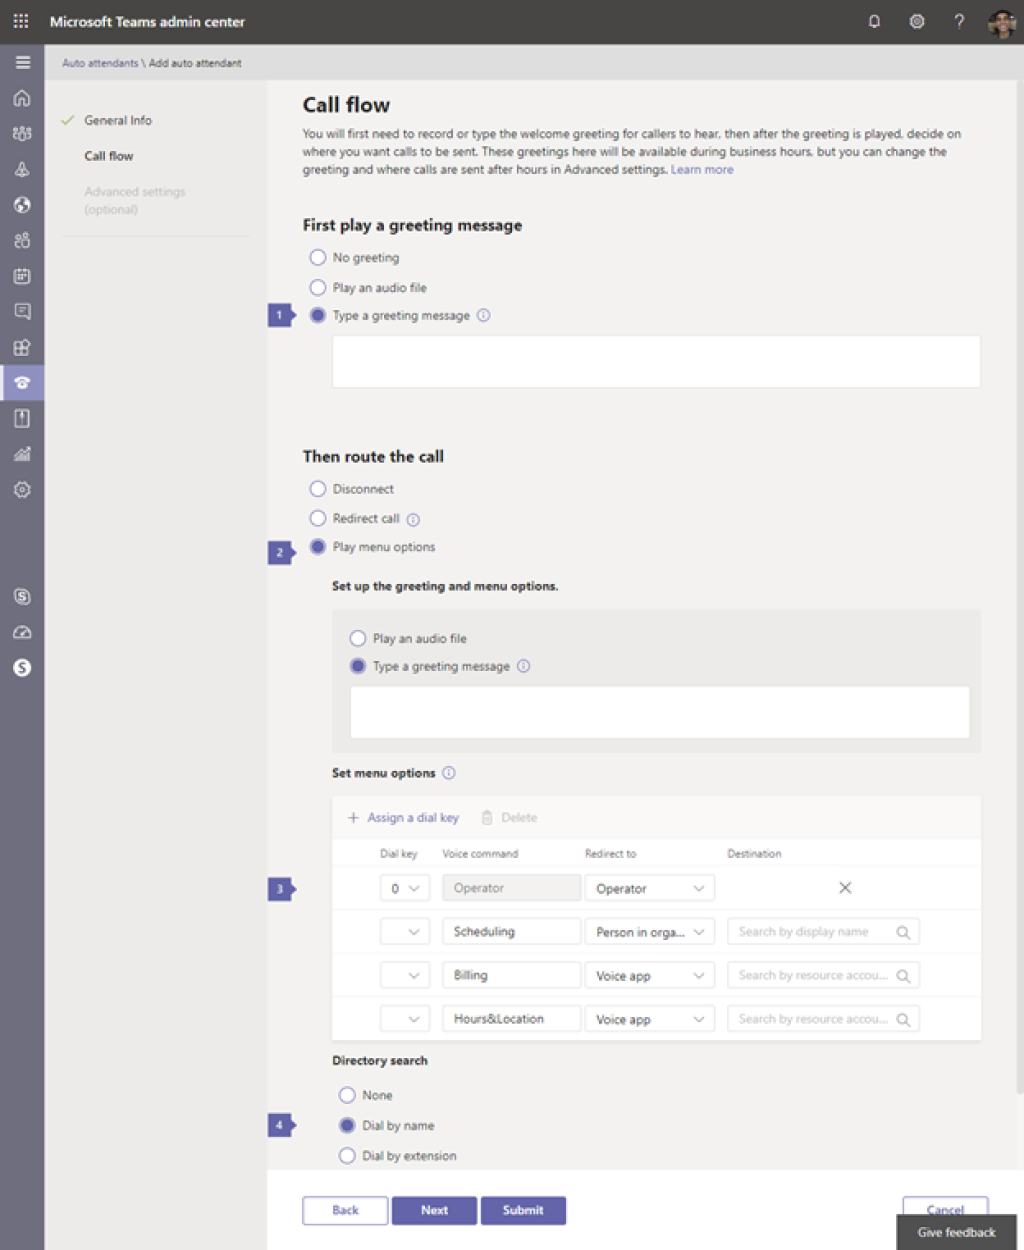 Microsoft Teams admin center
?
Auto attendants \ Add auto attendant
General Info
Call flow
Advanced settings
(optional)
Call flow
You will first need to record or type the welcome greeting for callers to hear, then after the greeting is played, decide on
where you want calls to be sent. These greetings here will be available during business hours, but you can change the
greeting and where calls are sent after hours in Advanced settings. Learn more
First play a greeting message
No greeting
Play an audio file
1
Type a greeting message
Then route the call
Disconnect
Redirect call
2
Play menu options
Set up the greeting and menu options.
Play an audio file
Type a greeting message
Set menu options
+ Assign a dial key Delete
Dial key Voice command Redirect to Destination
3
0 Operator Operator
Scheduling Person in orga... Search by display name
Billing Voice app Search by resource accou...
Hours&Location Voice app Search by resource accou...
Directory search
None
4
Dial by name
Dial by extension
Back Next Submit Cancel
Give feedback